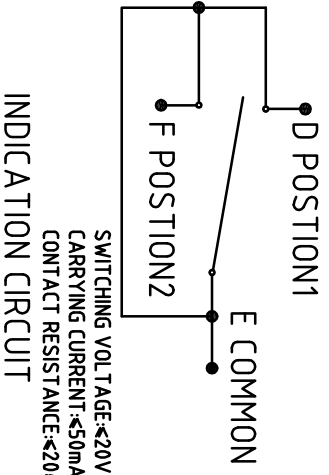 D POSTION1
F POSTION2
E COMMON
SWITCHING VOLTAGE:≤20V
CARRYING CURRENT:≤50mA
CONTACT RESISTANCE:≤20
INDICATION CIRCUIT